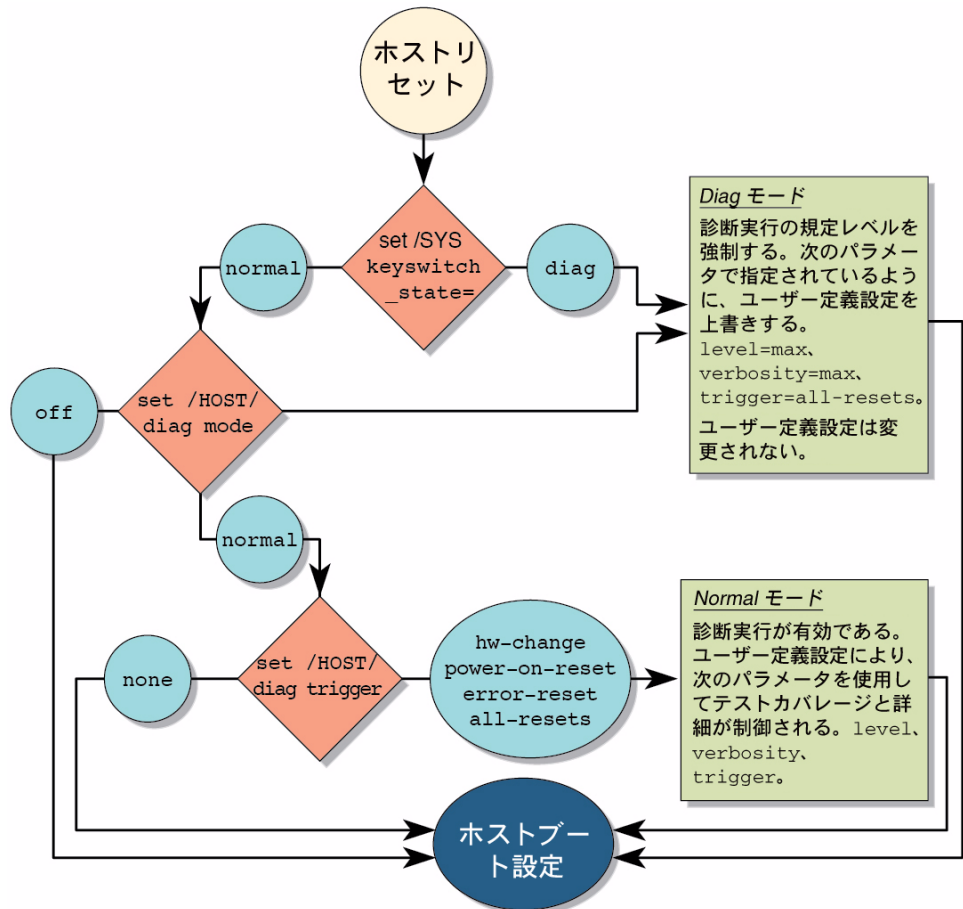 ホストリ
セット
set /SYS
keyswitch
_state=
normal
diag
Diag モード
診断実行の規定レベルを
強制する。次のパラメー
タで指定されているよう
に、ユーザー定義設定を
上書きする。
level=max、
verbosity=max、
trigger=all-resets。
ユーザー定義設定は変
更されない。
off
set /HOST/
diag mode
normal
none
set /HOST/
diag trigger
hw-change
power-on-reset
error-reset
all-resets
Normal モード
診断実行が有効である。
ユーザー定義設定により、
次のパラメータを使用し
てテストカバレージと詳
細が制御される。level、
verbosity、
trigger。
ホストブー
ト設定